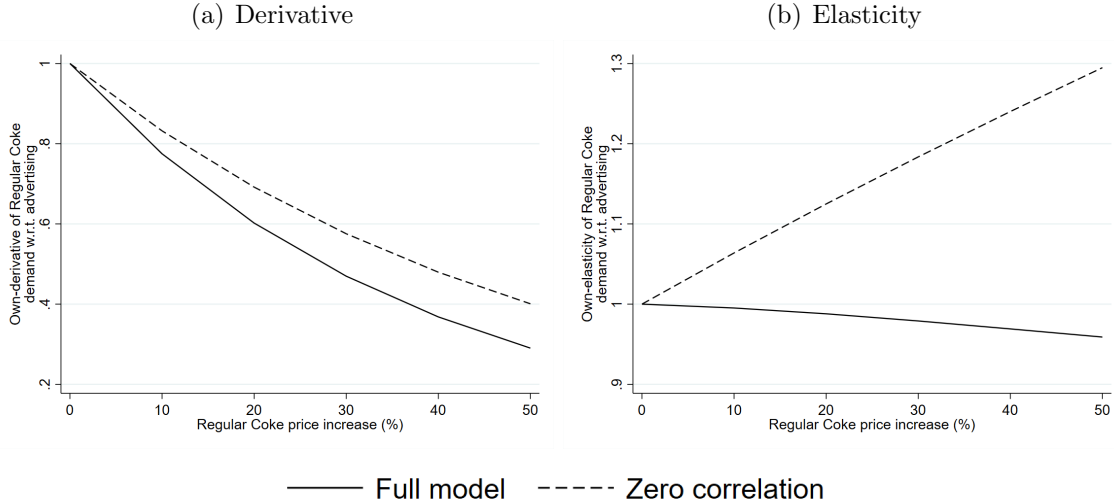 (a) Derivative
Own-derivative of Regular Coke
demand w.r.t. advertising
1
.8
.6
.4
.2
0 10 20 30 40 50
Regular Coke price increase (%)
(b) Elasticity
Own-elasticity of Regular Coke
demand w.r.t. advertising
1.3
1.2
1.1
1
.9
0 10 20 30 40 50
Regular Coke price increase (%)
Full model Zero correlation